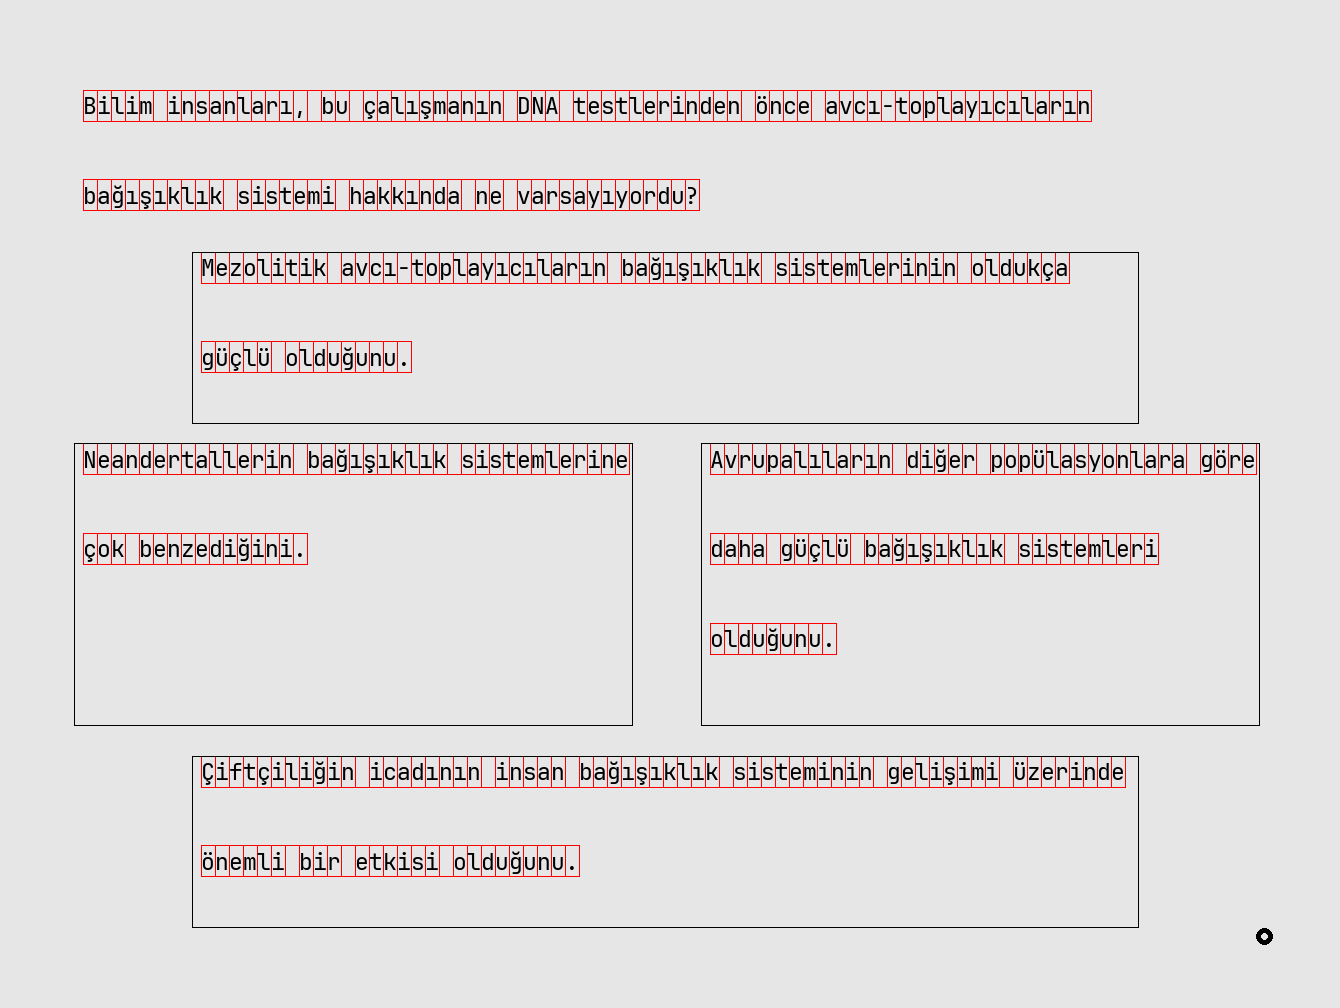 Bilim insanları, bu çalışmanın DNA testlerinden önce avcı-toplayıcıların
bağışıklık sistemi hakkında ne varsayıyordu?
Mezolitik avcı-toplayıcıların bağışıklık sistemlerinin oldukça
güçlü olduğunu.
Neandertallerin bağışıklık sistemlerine
çok benzediğini.
Avrupalıların diğer popülasyonlara göre
daha güçlü bağışıklık sistemleri
olduğunu.
Çiftçiliğin icadının insan bağışıklık sisteminin gelişimi üzerinde
önemli bir etkisi olduğunu.